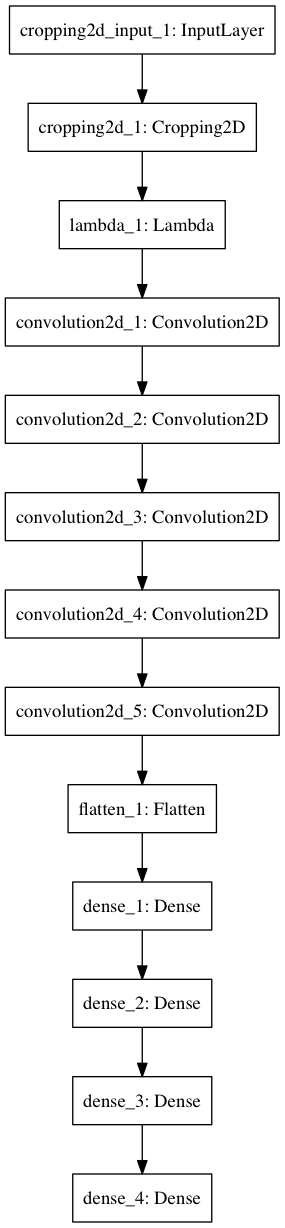 cropping2d_input_1: InputLayer
cropping2d_1: Cropping2D
lambda_1: Lambda
convolution2d_1: Convolution2D
convolution2d_2: Convolution2D
convolution2d_3: Convolution2D
convolution2d_4: Convolution2D
convolution2d_5: Convolution2D
flatten_1: Flatten
dense_1: Dense
dense_2: Dense
dense_3: Dense
dense_4: Dense